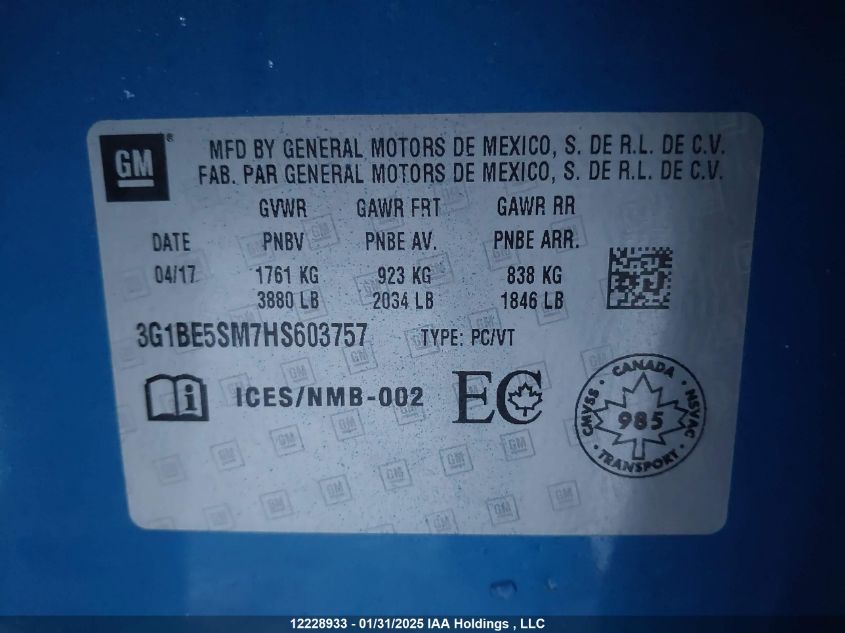 GM®
MFD BY GENERAL MOTORS DE MEXICO, S. DE R.L. DE C.V.
FAB. PAR GENERAL MOTORS DE MEXICO, S. DE R.L. DE C.V.
GVWR GAWR FRT GAWR RR
DATE PNBV PNBE AV. PNBE ARR.
04/17 1761 KG 923 KG 838 KG
3880 LB 2034 LB 1846 LB
3G1BE5SM7HS603757 TYPE: PC/VT
i ICES/NMB-002 EC
CANADA
CMVSS 985 NSVAC
TRANSPORT
12228933 - 01/31/2025 IAA Holdings , LLC